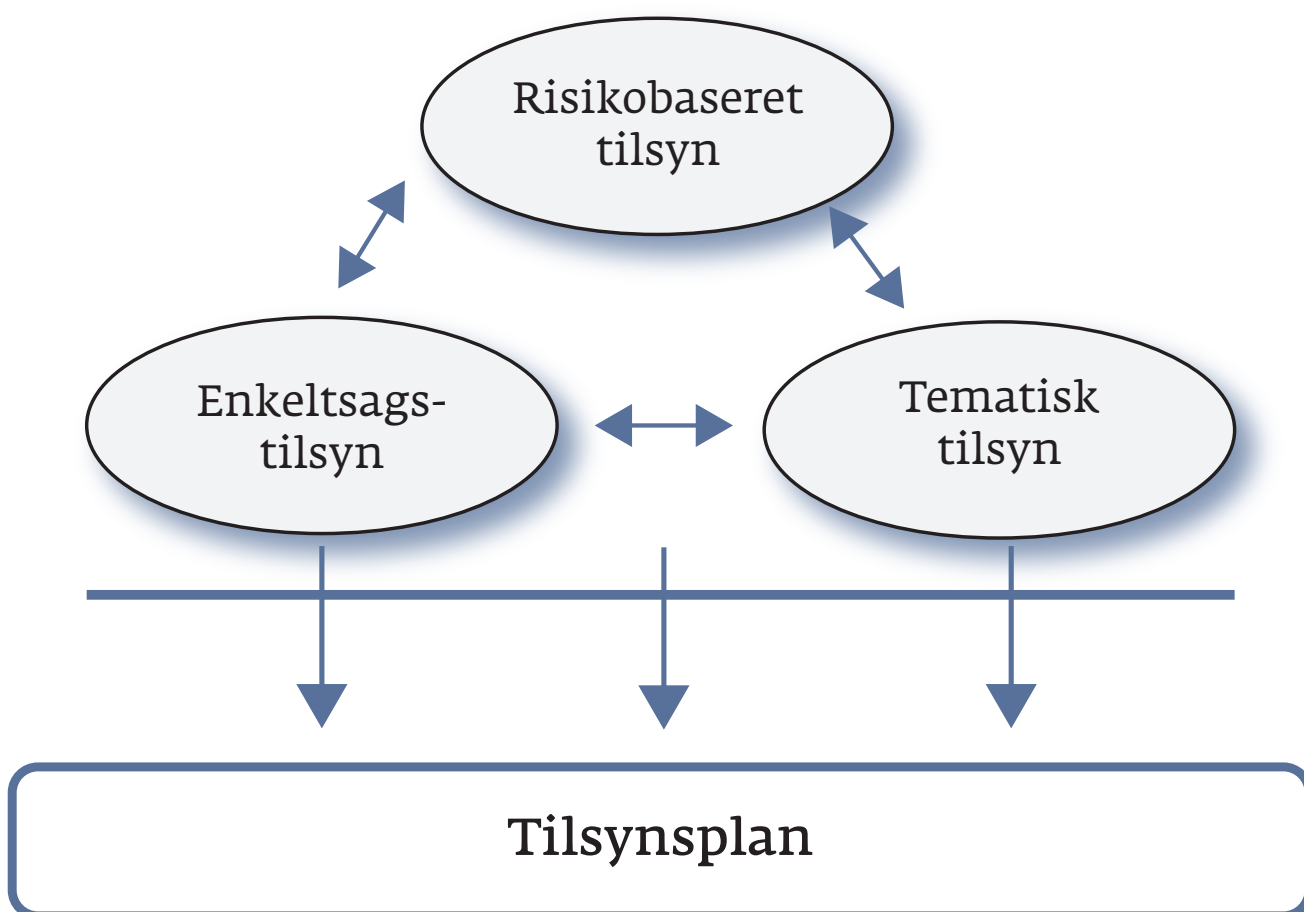 Risikobaseret
tilsyn
Enkeltsags-
tilsyn
Tematisk
tilsyn
Tilsynsplan